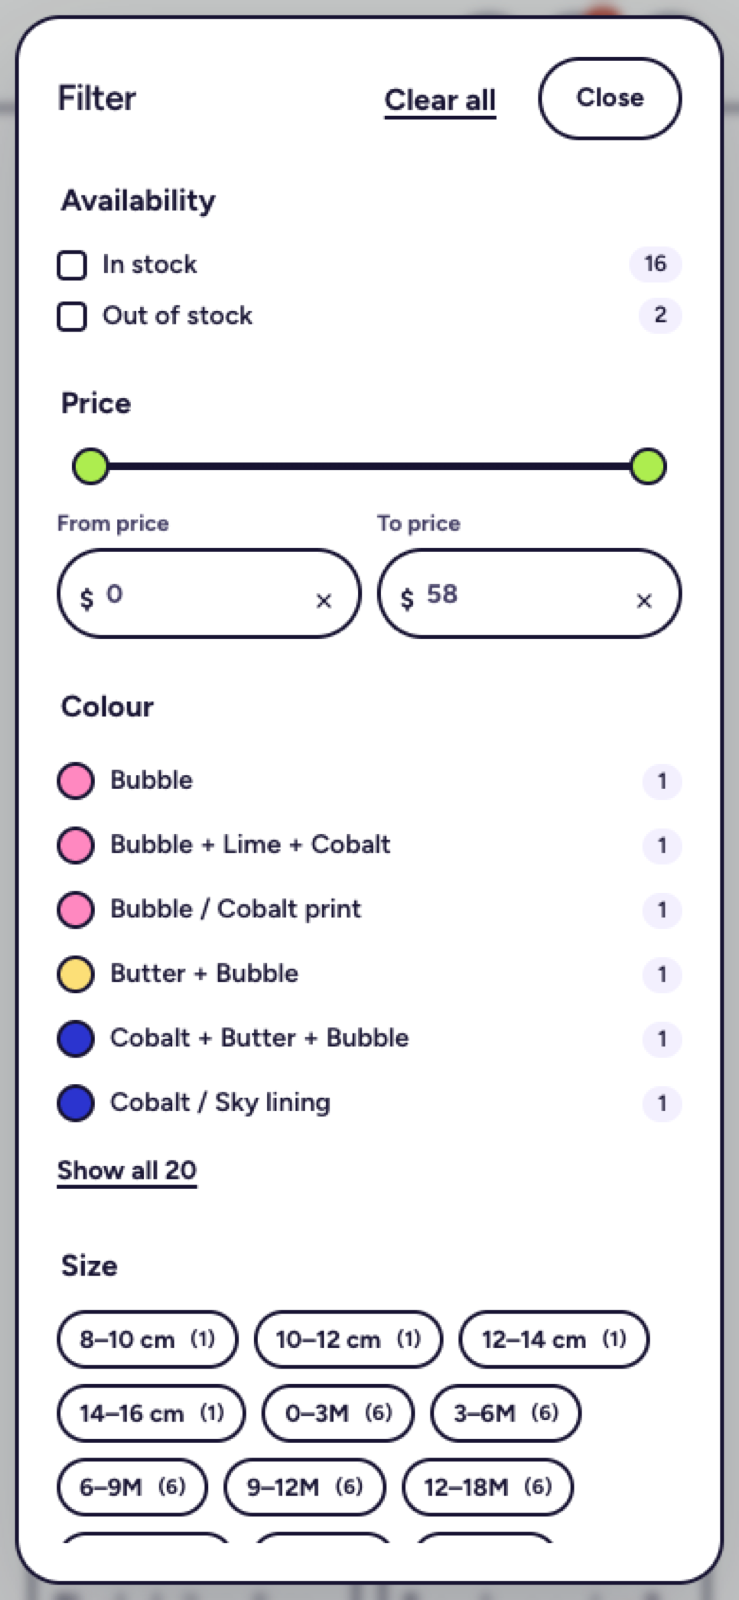 Filter Clear all Close
Availability
In stock 16
Out of stock 2
Price
From price To price
$ 0 × $ 58 ×
Colour
Bubble 1
Bubble + Lime + Cobalt 1
Bubble / Cobalt print 1
Butter + Bubble 1
Cobalt + Butter + Bubble 1
Cobalt / Sky lining 1
Show all 20
Size
8–10 cm (1) 10–12 cm (1) 12–14 cm (1)
14–16 cm (1) 0–3M (6) 3–6M (6)
6–9M (6) 9–12M (6) 12–18M (6)